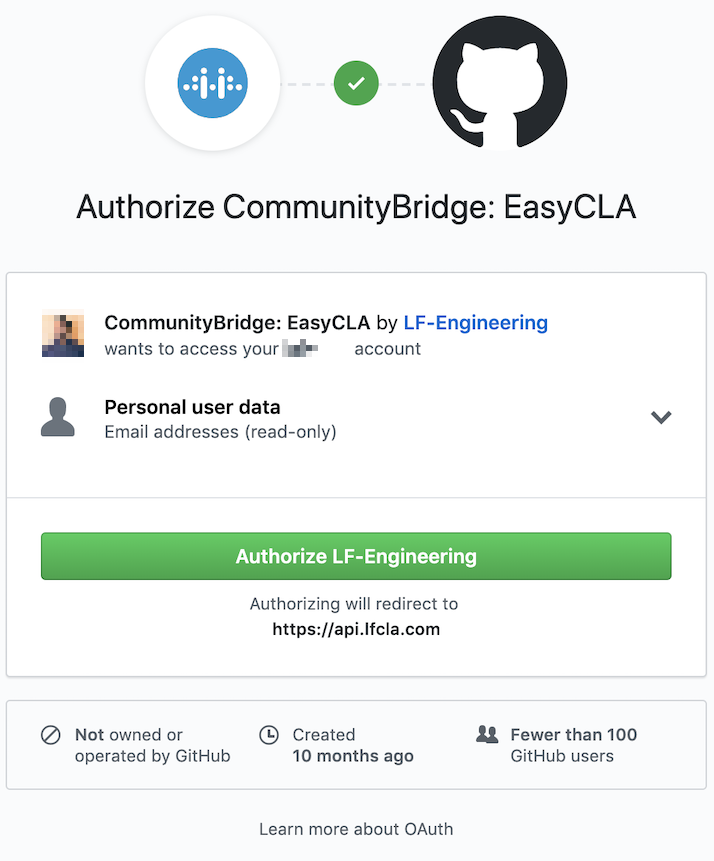 Authorize CommunityBridge: EasyCLA
CommunityBridge: EasyCLA by LF-Engineering
wants to access your account
Personal user data
Email addresses (read-only)
Authorize LF-Engineering
Authorizing will redirect to
https://api.lfcla.com
Not owned or
operated by GitHub
Created
10 months ago
Fewer than 100
GitHub users
Learn more about OAuth